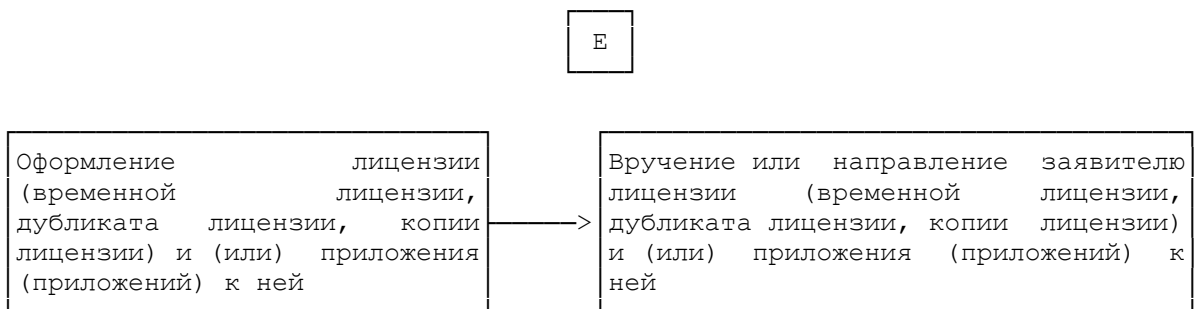 Е
Оформление лицензии
(временной лицензии,
дубликата лицензии, копии
лицензии) и (или) приложения
(приложений) к ней
Вручение или направление заявителю
лицензии (временной лицензии,
дубликата лицензии, копии лицензии)
и (или) приложения (приложений) к
ней